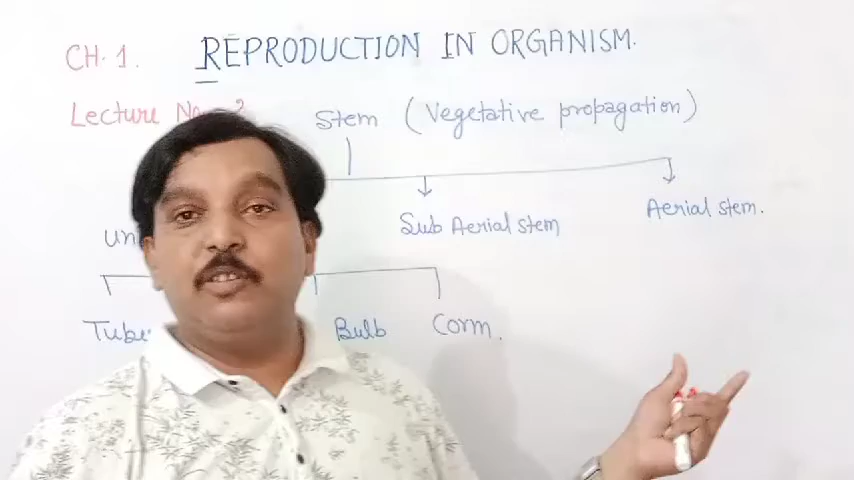 CH. 1. REPRODUCTION IN ORGANISM.
Lecture Stem (Vegetative propagation)
Sub Aerial stem Aerial stem.
Bulb Corm.